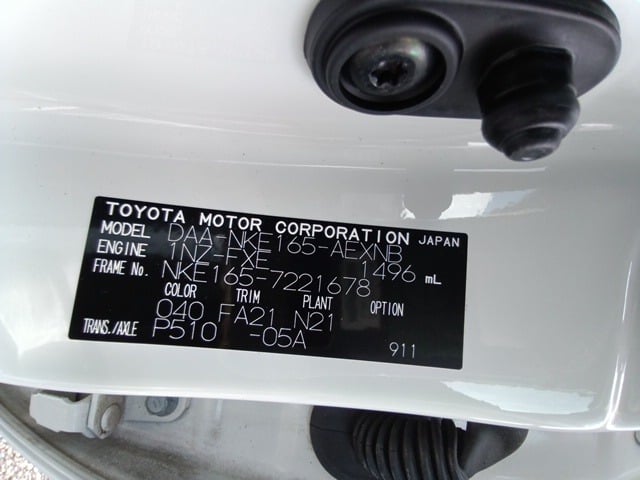 TOYOTA MOTOR CORPORATION JAPAN
MODEL DAA-NKE165-AEXNB
ENGINE 1NZ-FXE 1496 mL
FRAME No. NKE165-7221678
COLOR TRIM PLANT OPTION
040 FA21 N21
TRANS./AXLE P510 -05A
911